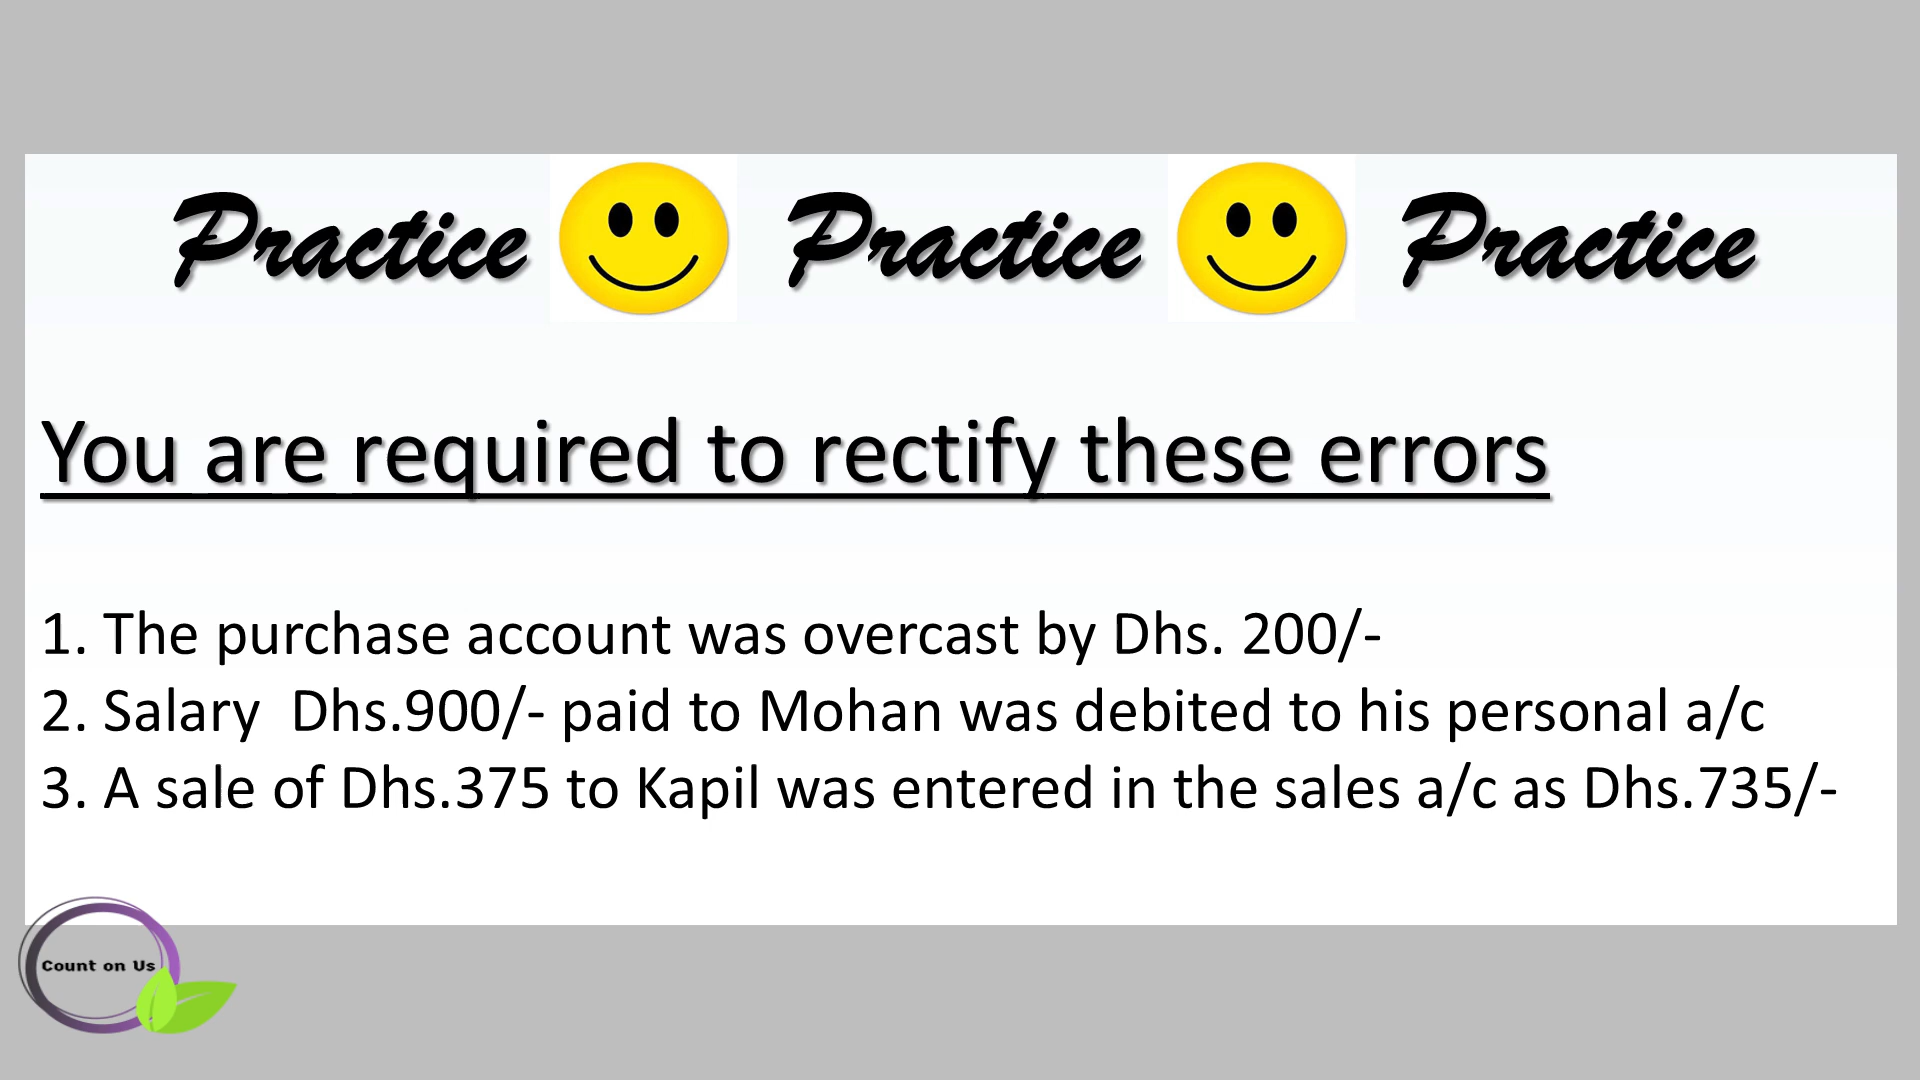 Practice Practice Practice
You are required to rectify these errors
1. The purchase account was overcast by Dhs. 200/-
2. Salary  Dhs.900/- paid to Mohan was debited to his personal a/c
3. A sale of Dhs.375 to Kapil was entered in the sales a/c as Dhs.735/-
Count on Us